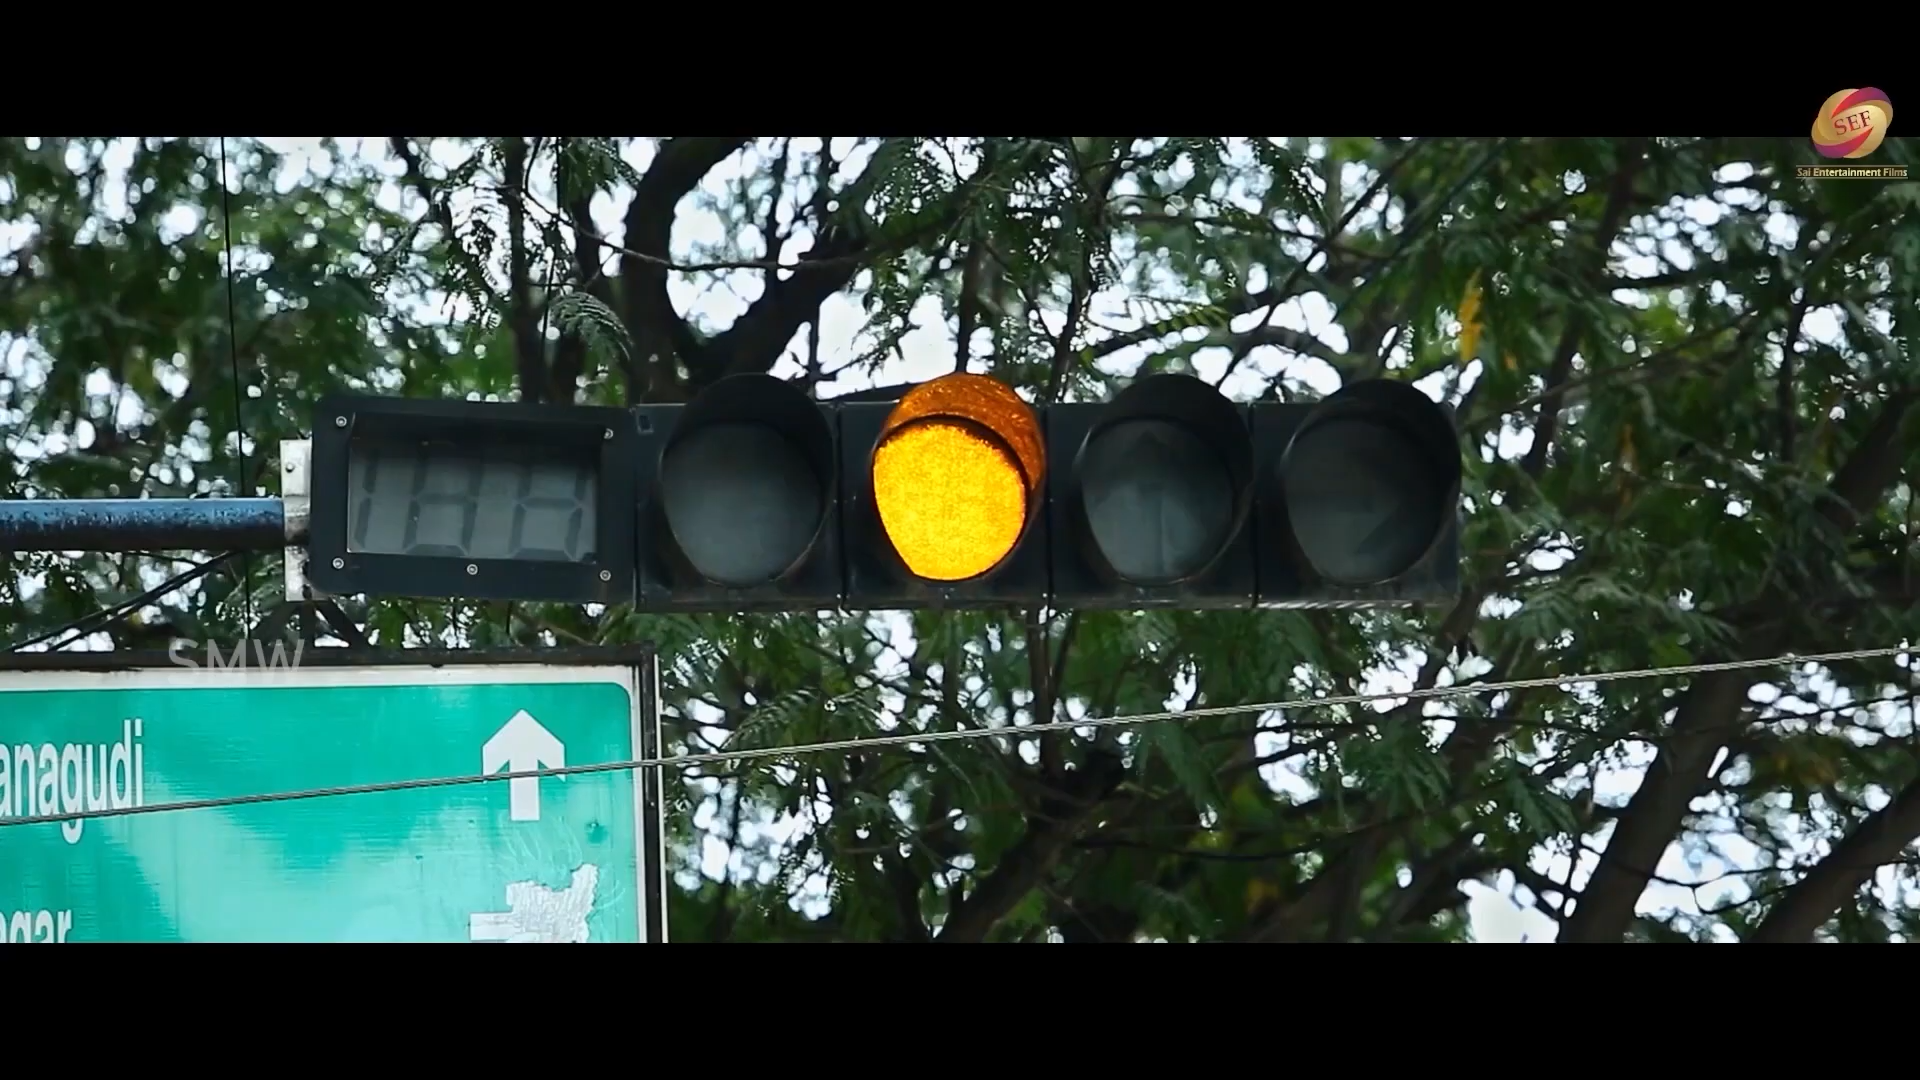 SEF
Sai Entertainment Films
SMW
anagudi
agar